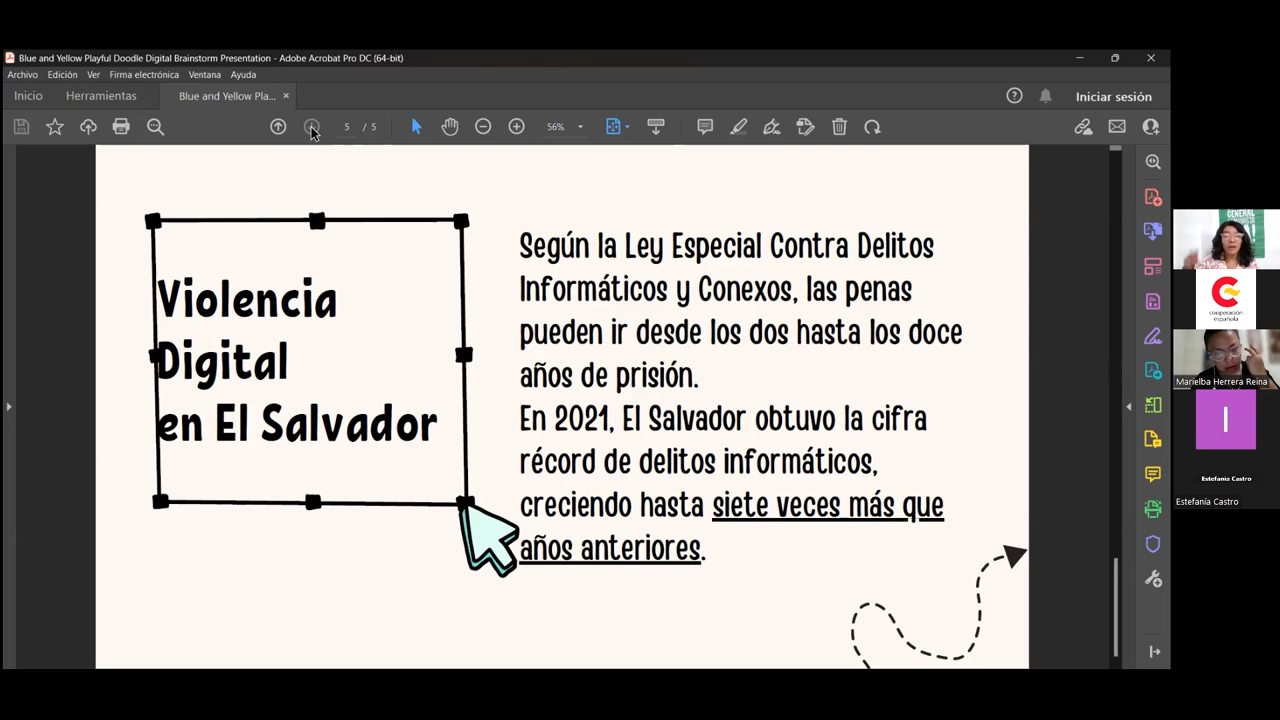 Blue and Yellow Playful Doodle Digital Brainstorm Presentation - Adobe Acrobat Pro DC (64-bit)
Archivo Edición Ver Firma electrónica Ventana Ayuda
Inicio Herramientas Blue and Yellow Pla... × Iniciar sesión
5 / 5 56%
Violencia
Digital
en El Salvador
Según la Ley Especial Contra Delitos
Informáticos y Conexos, las penas
pueden ir desde los dos hasta los doce
años de prisión.
En 2021, El Salvador obtuvo la cifra
récord de delitos informáticos,
creciendo hasta siete veces más que
años anteriores.
GENERAL
cooperación
española
Marielba Herrera Reina
I
Estefanía Castro
Estefanía Castro